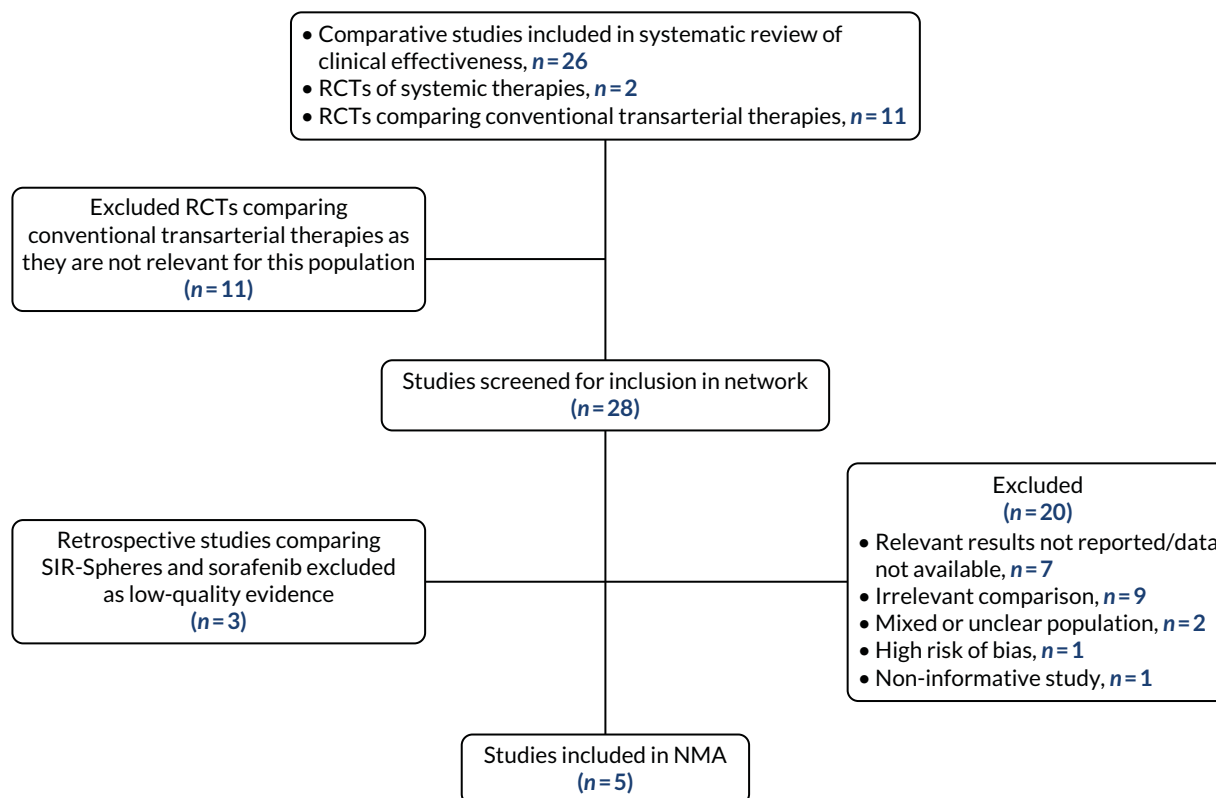 • Comparative studies included in systematic review of
clinical effectiveness, n=26
• RCTs of systemic therapies, n=2
• RCTs comparing conventional transarterial therapies, n=11
Excluded RCTs comparing
conventional transarterial therapies as
they are not relevant for this population
(n=11)
Studies screened for inclusion in network
(n=28)
Retrospective studies comparing
SIR-Spheres and sorafenib excluded
as low-quality evidence
(n=3)
Excluded
(n=20)
• Relevant results not reported/data
not available, n=7
• Irrelevant comparison, n=9
• Mixed or unclear population, n=2
• High risk of bias, n=1
• Non-informative study, n=1
Studies included in NMA
(n=5)